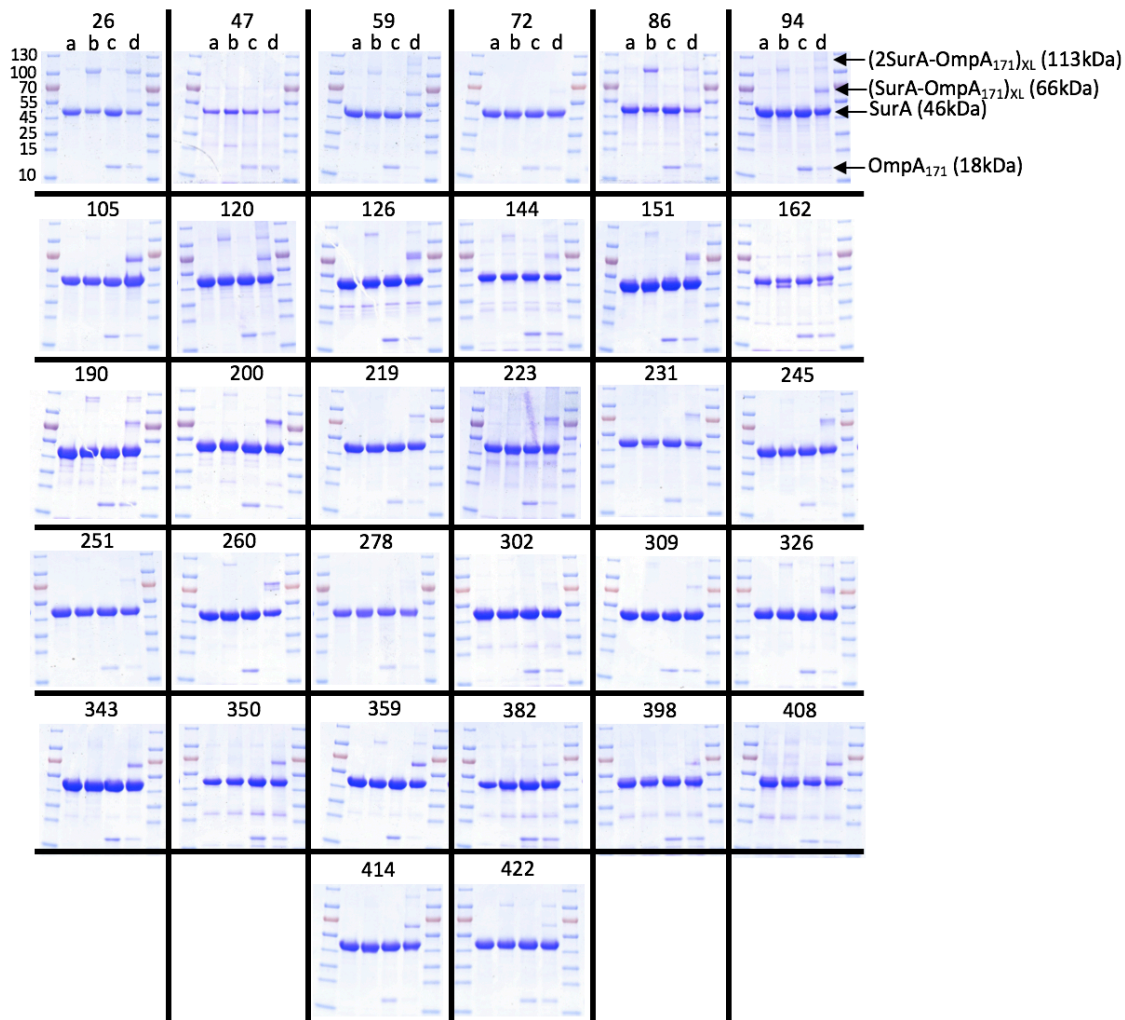 26 47 59 72 86 94
a b c d a b c d a b c d a b c d a b c d a b c d
130
100
70
55
45
25
15
10
(2SurA-OmpA171)XL (113kDa)
(SurA-OmpA171)XL (66kDa)
SurA (46kDa)
OmpA171 (18kDa)
105 120 126 144 151 162
190 200 219 223 231 245
251 260 278 302 309 326
343 350 359 382 398 408
414 422